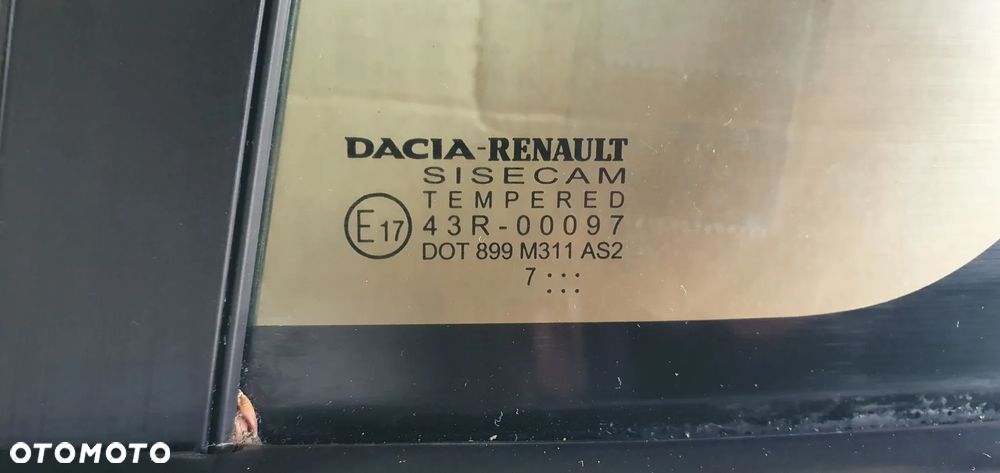 DACIA-RENAULT
SISECAM
TEMPERED
E17 43R-00097
DOT 899 M311 AS2
7 :::
OTOMOTO